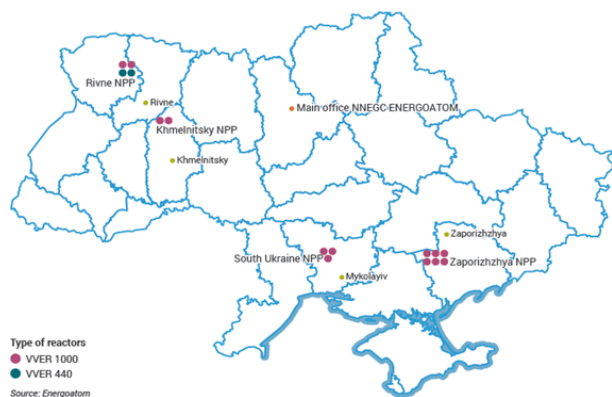 Rivne NPP
Rivne
Main office NNEGC ENERGOATOM
Khmelnitsky NPP
Khmelnitsky
Zaporizhzhya
South Ukraine NPP
Zaporizhzhya NPP
Mykolayiv
Type of reactors
VVER 1000
VVER 440
Source: Energoatom